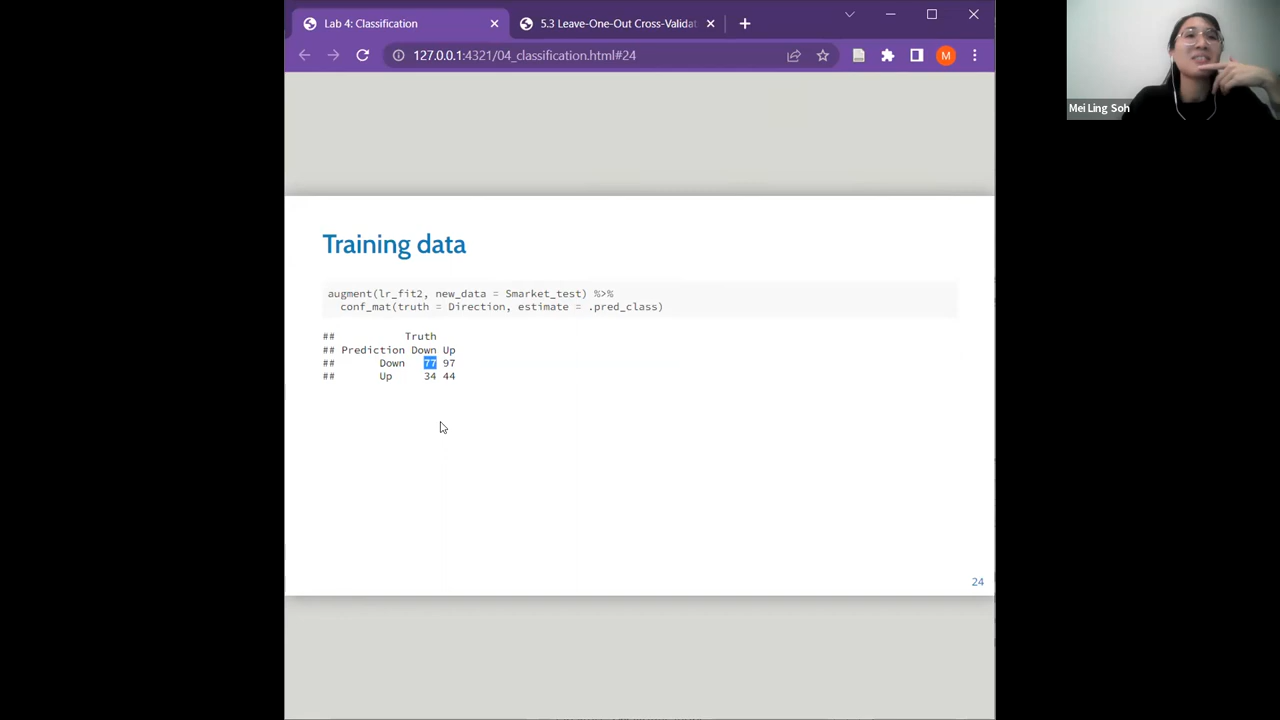 Lab 4: Classification
5.3 Leave-One-Out Cross-Validat
127.0.0.1:4321/04_classification.html#24
M
Mei Ling Soh
Training data
augment(lr_fit2, new_data = Smarket_test) %>%
conf_mat(truth = Direction, estimate = .pred_class)
## Truth
## Prediction Down Up
## Down 77 97
## Up 34 44
24